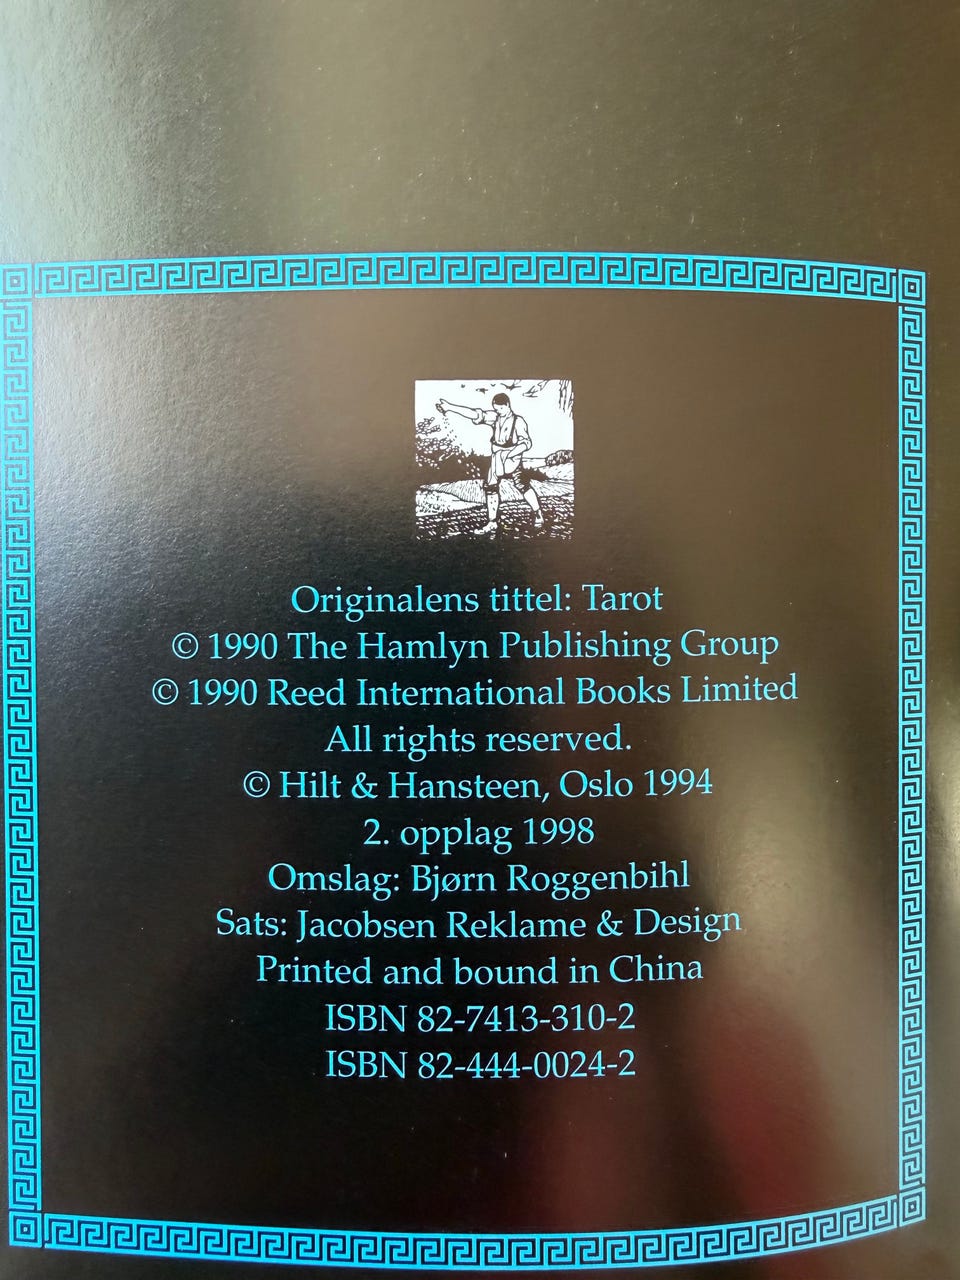 Originalens tittel: Tarot
© 1990 The Hamlyn Publishing Group
© 1990 Reed International Books Limited
All rights reserved.
© Hilt & Hansteen, Oslo 1994
2. opplag 1998
Omslag: Bjørn Roggenbihl
Sats: Jacobsen Reklame & Design
Printed and bound in China
ISBN 82-7413-310-2
ISBN 82-444-0024-2